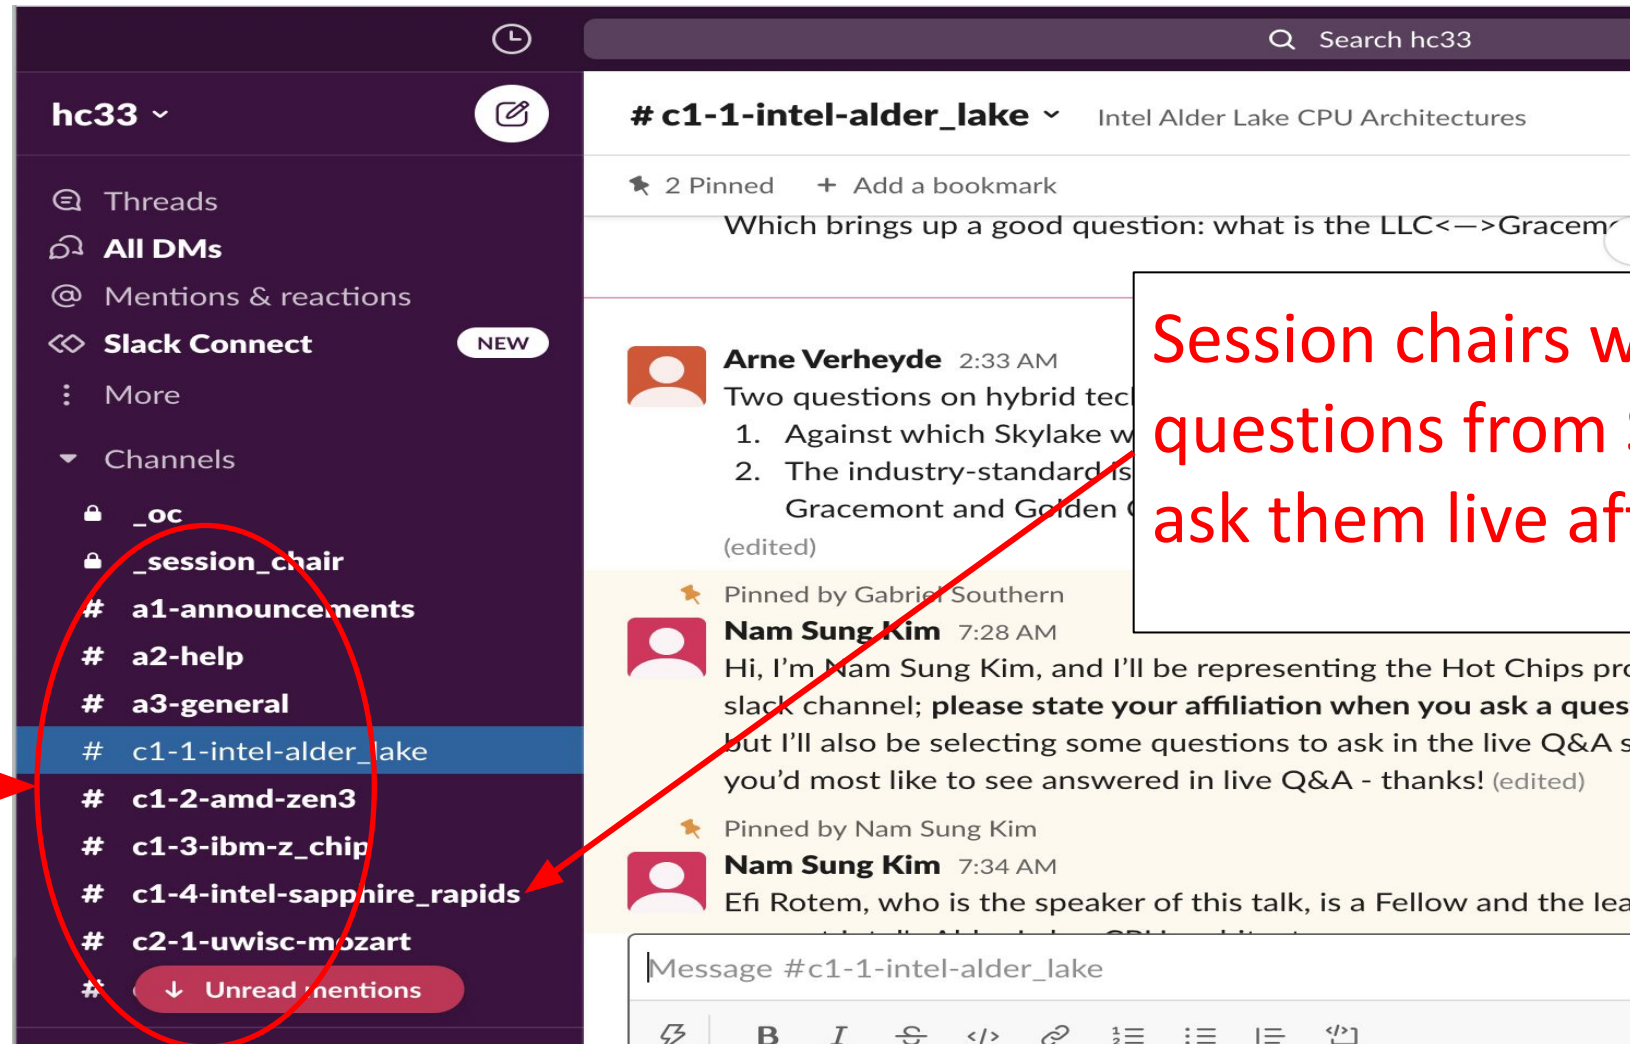 Search hc33
hc33
# c1-1-intel-alder_lake
Intel Alder Lake CPU Architectures
2 Pinned
+ Add a bookmark
Threads
All DMs
Mentions & reactions
Slack Connect
NEW
More
Channels
_oc
_session_chair
# a1-announcements
# a2-help
# a3-general
# c1-1-intel-alder_lake
# c1-2-amd-zen3
# c1-3-ibm-z_chip
# c1-4-intel-sapphire_rapids
# c2-1-uwisc-mozart
#
↓ Unread mentions
Which brings up a good question: what is the LLC<—>Gracem
Arne Verheyde 2:33 AM
Two questions on hybrid tec
1. Against which Skylake w
2. The industry-standard is
Gracemont and Golden
(edited)
Session chairs w
questions from
ask them live af
Pinned by Gabriel Southern
Nam Sung Kim 7:28 AM
Hi, I'm Nam Sung Kim, and I'll be representing the Hot Chips pro
slack channel; please state your affiliation when you ask a ques
but I'll also be selecting some questions to ask in the live Q&A s
you'd most like to see answered in live Q&A - thanks! (edited)
Pinned by Nam Sung Kim
Nam Sung Kim 7:34 AM
Efi Rotem, who is the speaker of this talk, is a Fellow and the lea
Message #c1-1-intel-alder_lake
B I S </>